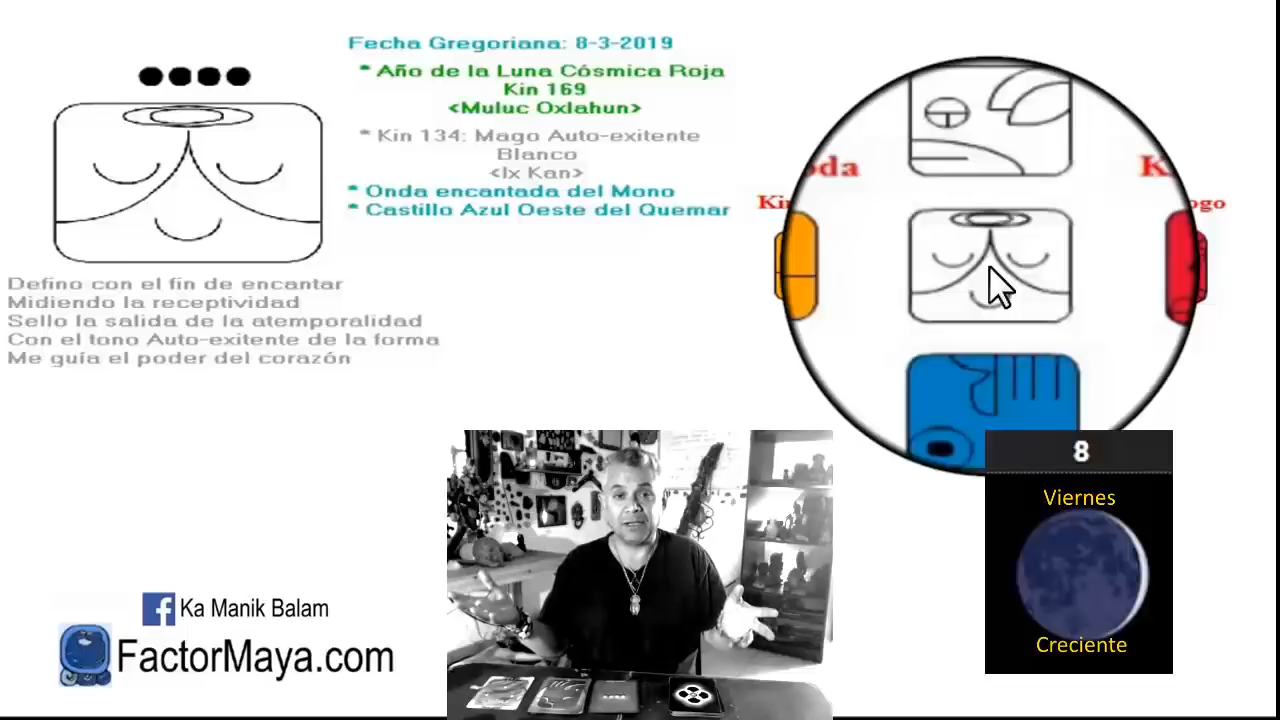 Fecha Gregoriana: 8-3-2019
* Año de la Luna Cósmica Roja
Kin 169
<Muluc Oxlahun>
* Kin 134: Mago Auto-exitente
Blanco
<Ix Kan>
* Onda encantada del Mono
* Castillo Azul Oeste del Quemar
Defino con el fin de encantar
Midiendo la receptividad
Sello la salida de la atemporalidad
Con el tono Auto-exitente de la forma
Me guía el poder del corazón
8
Viernes
Creciente
Ka Manik Balam
FactorMaya.com